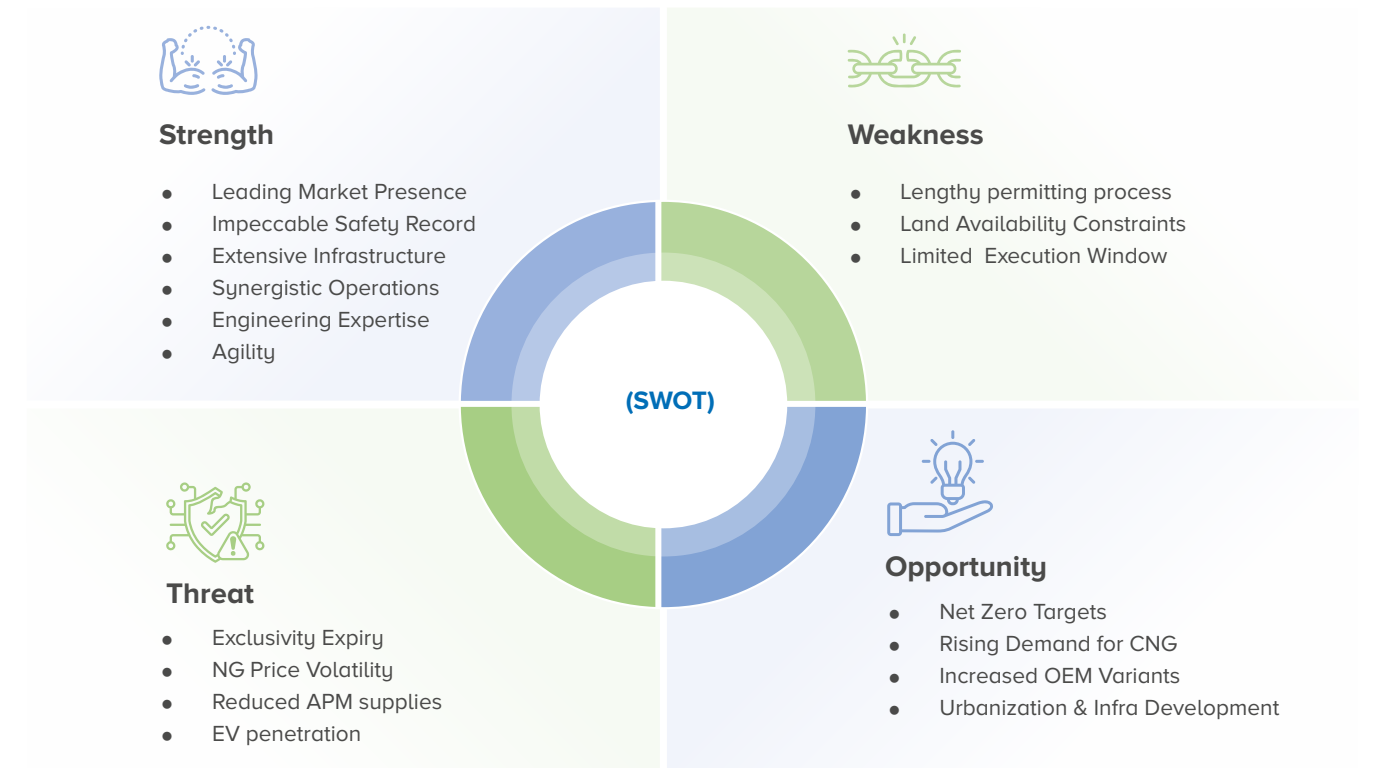 Strength
● Leading Market Presence
● Impeccable Safety Record
● Extensive Infrastructure
● Synergistic Operations
● Engineering Expertise
● Agility
Weakness
● Lengthy permitting process
● Land Availability Constraints
● Limited  Execution Window
(SWOT)
Threat
● Exclusivity Expiry
● NG Price Volatility
● Reduced APM supplies
● EV penetration
Opportunity
● Net Zero Targets
● Rising Demand for CNG
● Increased OEM Variants
● Urbanization & Infra Development